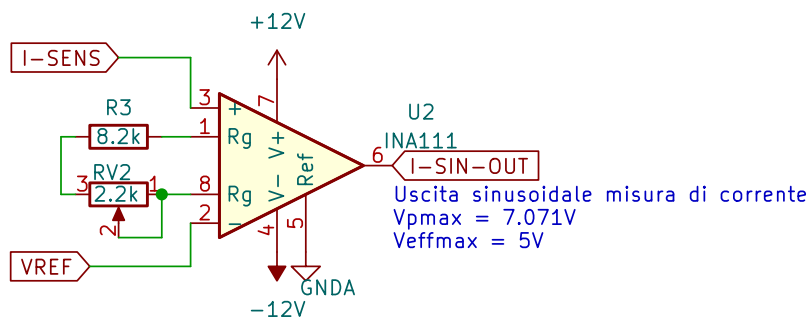 +12V
I-SENS
3
+
7
R3
8.2k
1
Rg
V+
U2
INA111
6
I-SIN-OUT
RV2
3
2.2k
1
2
8
Rg
V-
Ref
2
-
4
5
VREF
GNDA
-12V
Uscita sinusoidale misura di corrente
Vpmax = 7.071V
Veffmax = 5V